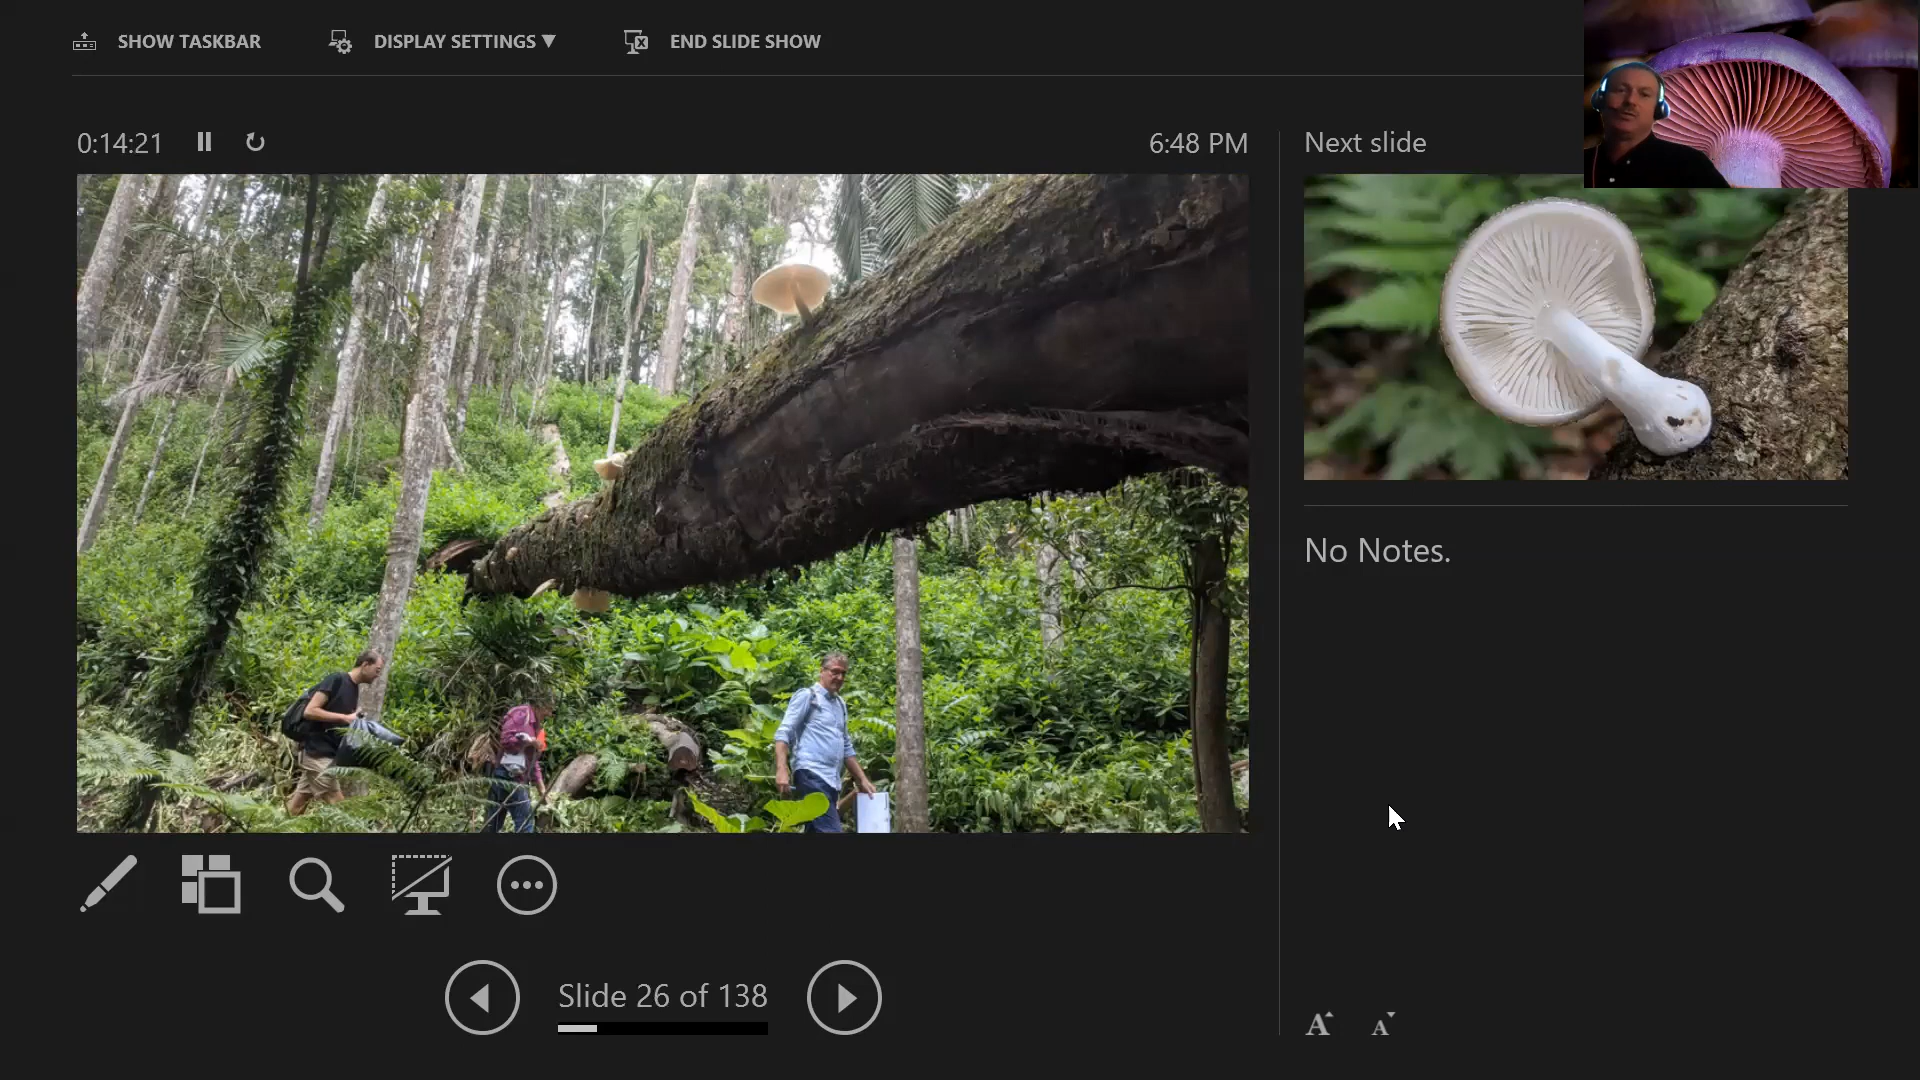 SHOW TASKBAR
DISPLAY SETTINGS ▼
END SLIDE SHOW
0:14:21
6:48 PM
Next slide
No Notes.
Slide 26 of 138
A
A